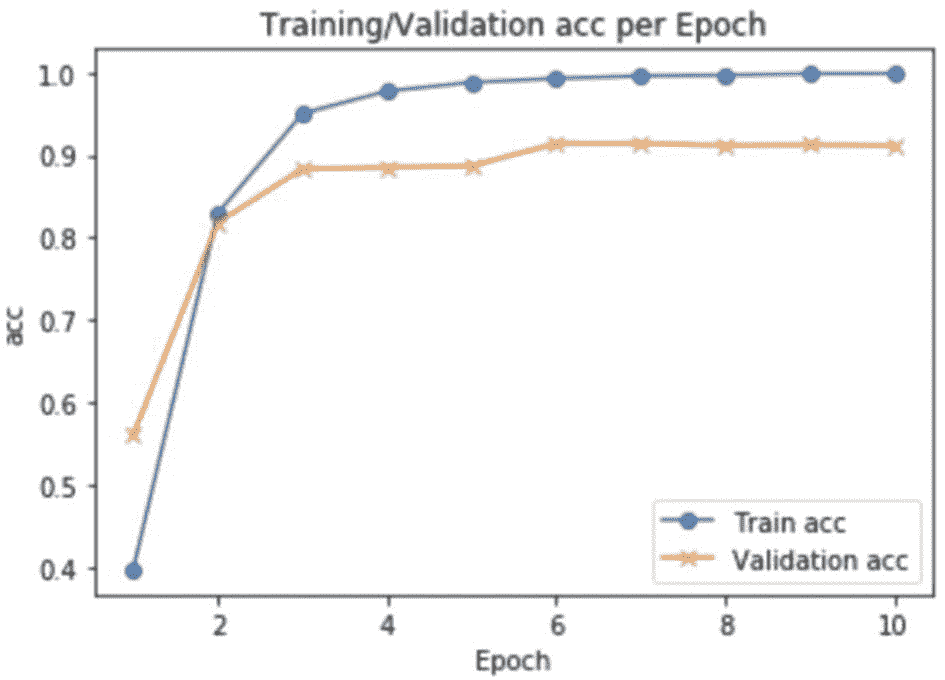 Training/Validation acc per Epoch
1.0
0.9
0.8
0.7
0.6
0.5
0.4
acc
Train acc
Validation acc
2 4 6 8 10
Epoch